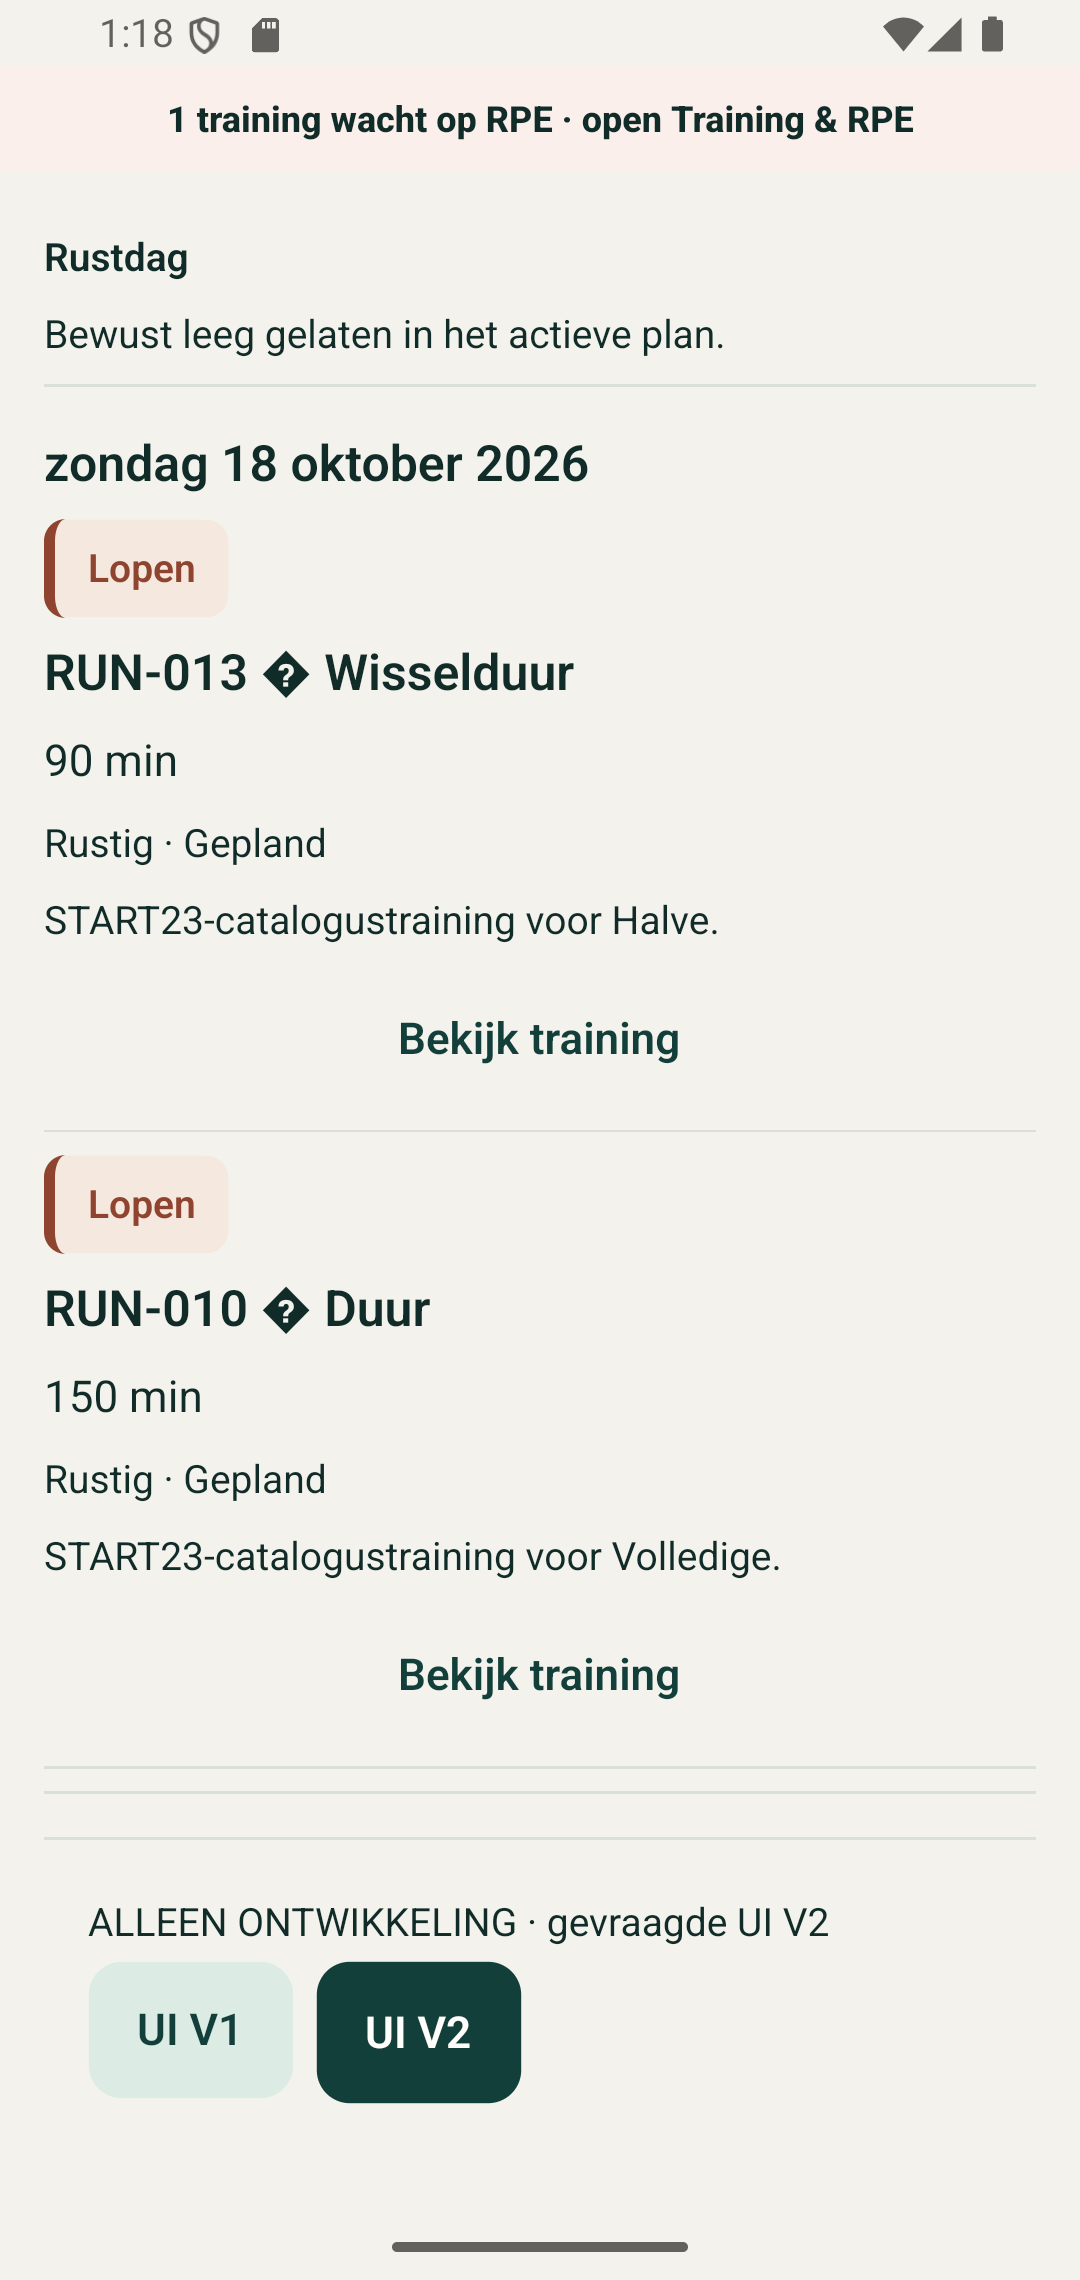 1:18
1 training wacht op RPE · open Training & RPE
Rustdag
Bewust leeg gelaten in het actieve plan.
zondag 18 oktober 2026
Lopen
RUN-013 � Wisselduur
90 min
Rustig · Gepland
START23-catalogustraining voor Halve.
Bekijk training
Lopen
RUN-010 � Duur
150 min
Rustig · Gepland
START23-catalogustraining voor Volledige.
Bekijk training
ALLEEN ONTWIKKELING · gevraagde UI V2
UI V1
UI V2